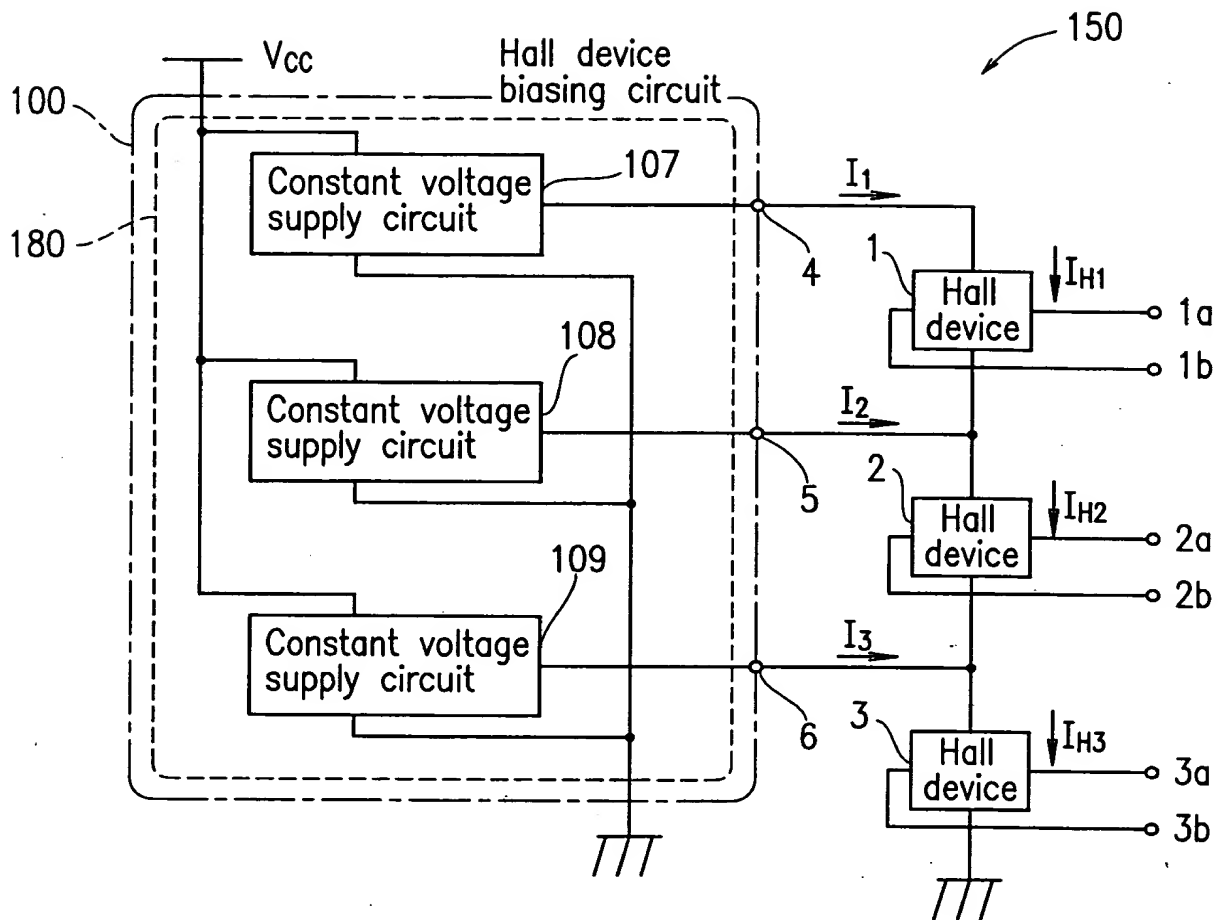 150
VCC
Hall device
biasing circuit
100
107
Constant voltage
supply circuit
I1
180
4
1
IH1
Hall
device
1a
1b
108
Constant voltage
supply circuit
I2
5
2
IH2
Hall
device
2a
2b
109
Constant voltage
supply circuit
I3
6
3
IH3
Hall
device
3a
3b